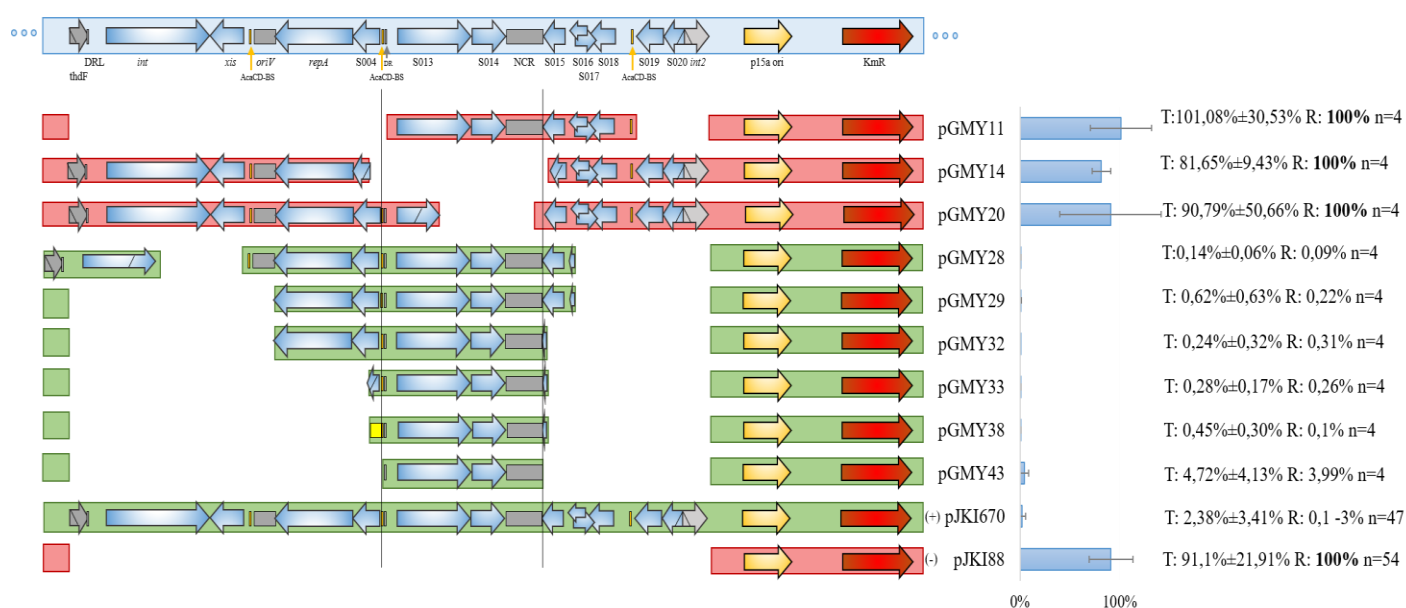 DRL int xis oriV repA S004 DR. S013 S014 NCR S015 S016 S018 S019 S020 int2 p15a ori KmR
thdF AcaCD-BS AcaCD-BS S017 AcaCD-BS
pGMY11 T:101,08%±30,53% R: 100% n=4
pGMY14 T: 81,65%±9,43% R: 100% n=4
pGMY20 T: 90,79%±50,66% R: 100% n=4
pGMY28 T:0,14%±0,06% R: 0,09% n=4
pGMY29 T: 0,62%±0,63% R: 0,22% n=4
pGMY32 T: 0,24%±0,32% R: 0,31% n=4
pGMY33 T: 0,28%±0,17% R: 0,26% n=4
pGMY38 T: 0,45%±0,30% R: 0,1% n=4
pGMY43 T: 4,72%±4,13% R: 3,99% n=4
(+) pJKI670 T: 2,38%±3,41% R: 0,1 -3% n=47
(-) pJKI88 T: 91,1%±21,91% R: 100% n=54
0% 100%